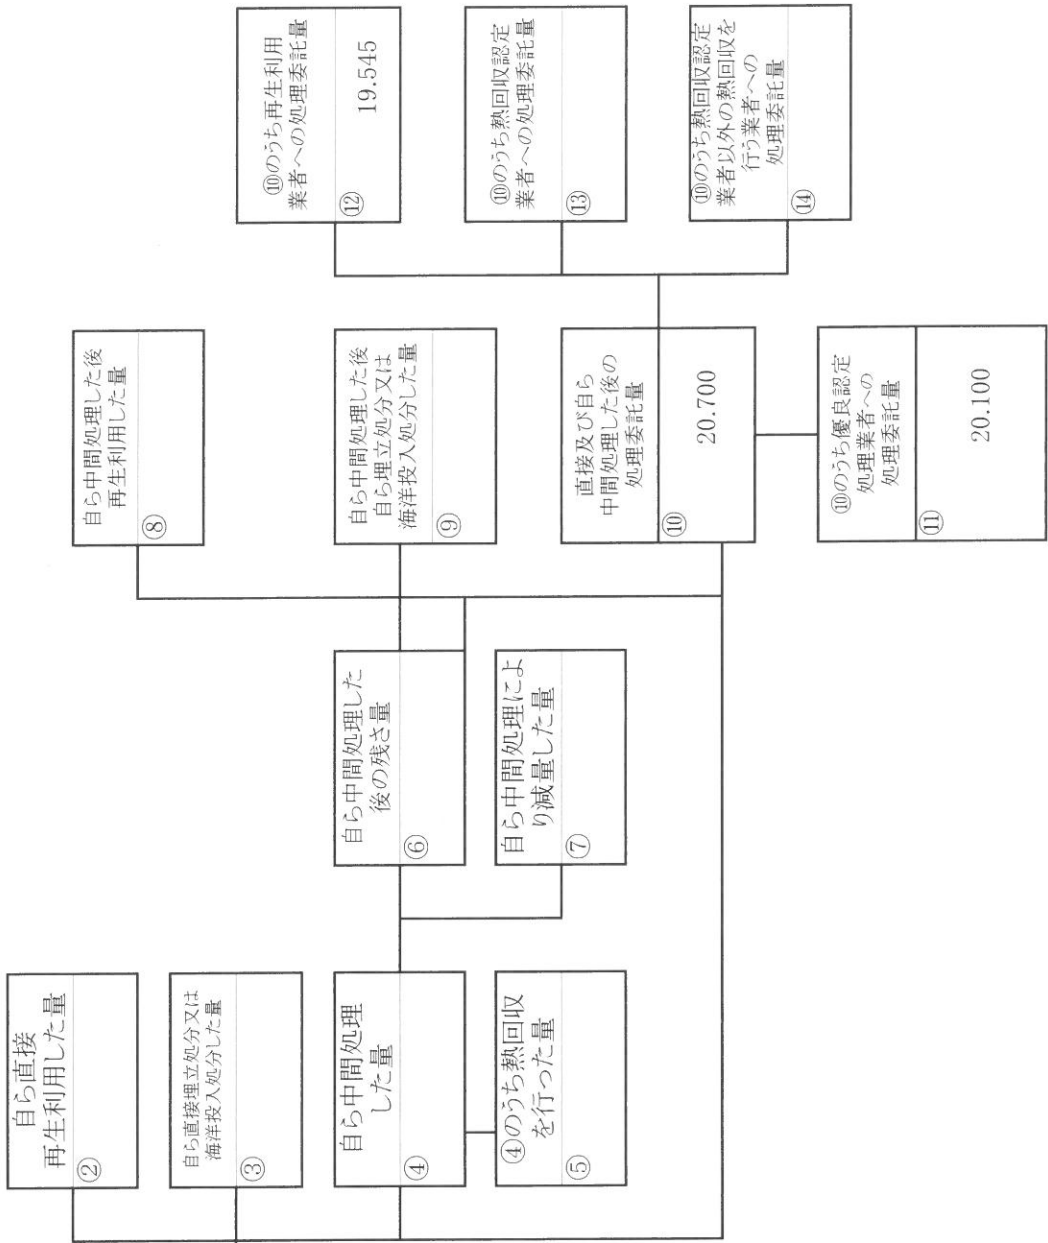 自ら直接
再生利用した量
②
自ら直接埋立処分又は
海洋投入処分した量
③
自ら中間処理
した量
④
④のうち熱回収
を行った量
⑤
自ら中間処理した
後の残さ量
⑥
自ら中間処理によ
り減量した量
⑦
自ら中間処理した後
再生利用した量
⑧
自ら中間処理した後
自ら埋立処分又は
海洋投入処分した量
⑨
直接及び自ら
中間処理した後の
処理委託量
⑩
20.700
⑩のうち優良認定
処理業者への
処理委託量
⑪
20.100
⑩のうち再生利用
業者への処理委託量
⑫
19.545
⑩のうち熱回収認定
業者への処理委託量
⑬
⑩のうち熱回収認定
業者以外の熱回収を
行う業者への
処理委託量
⑭